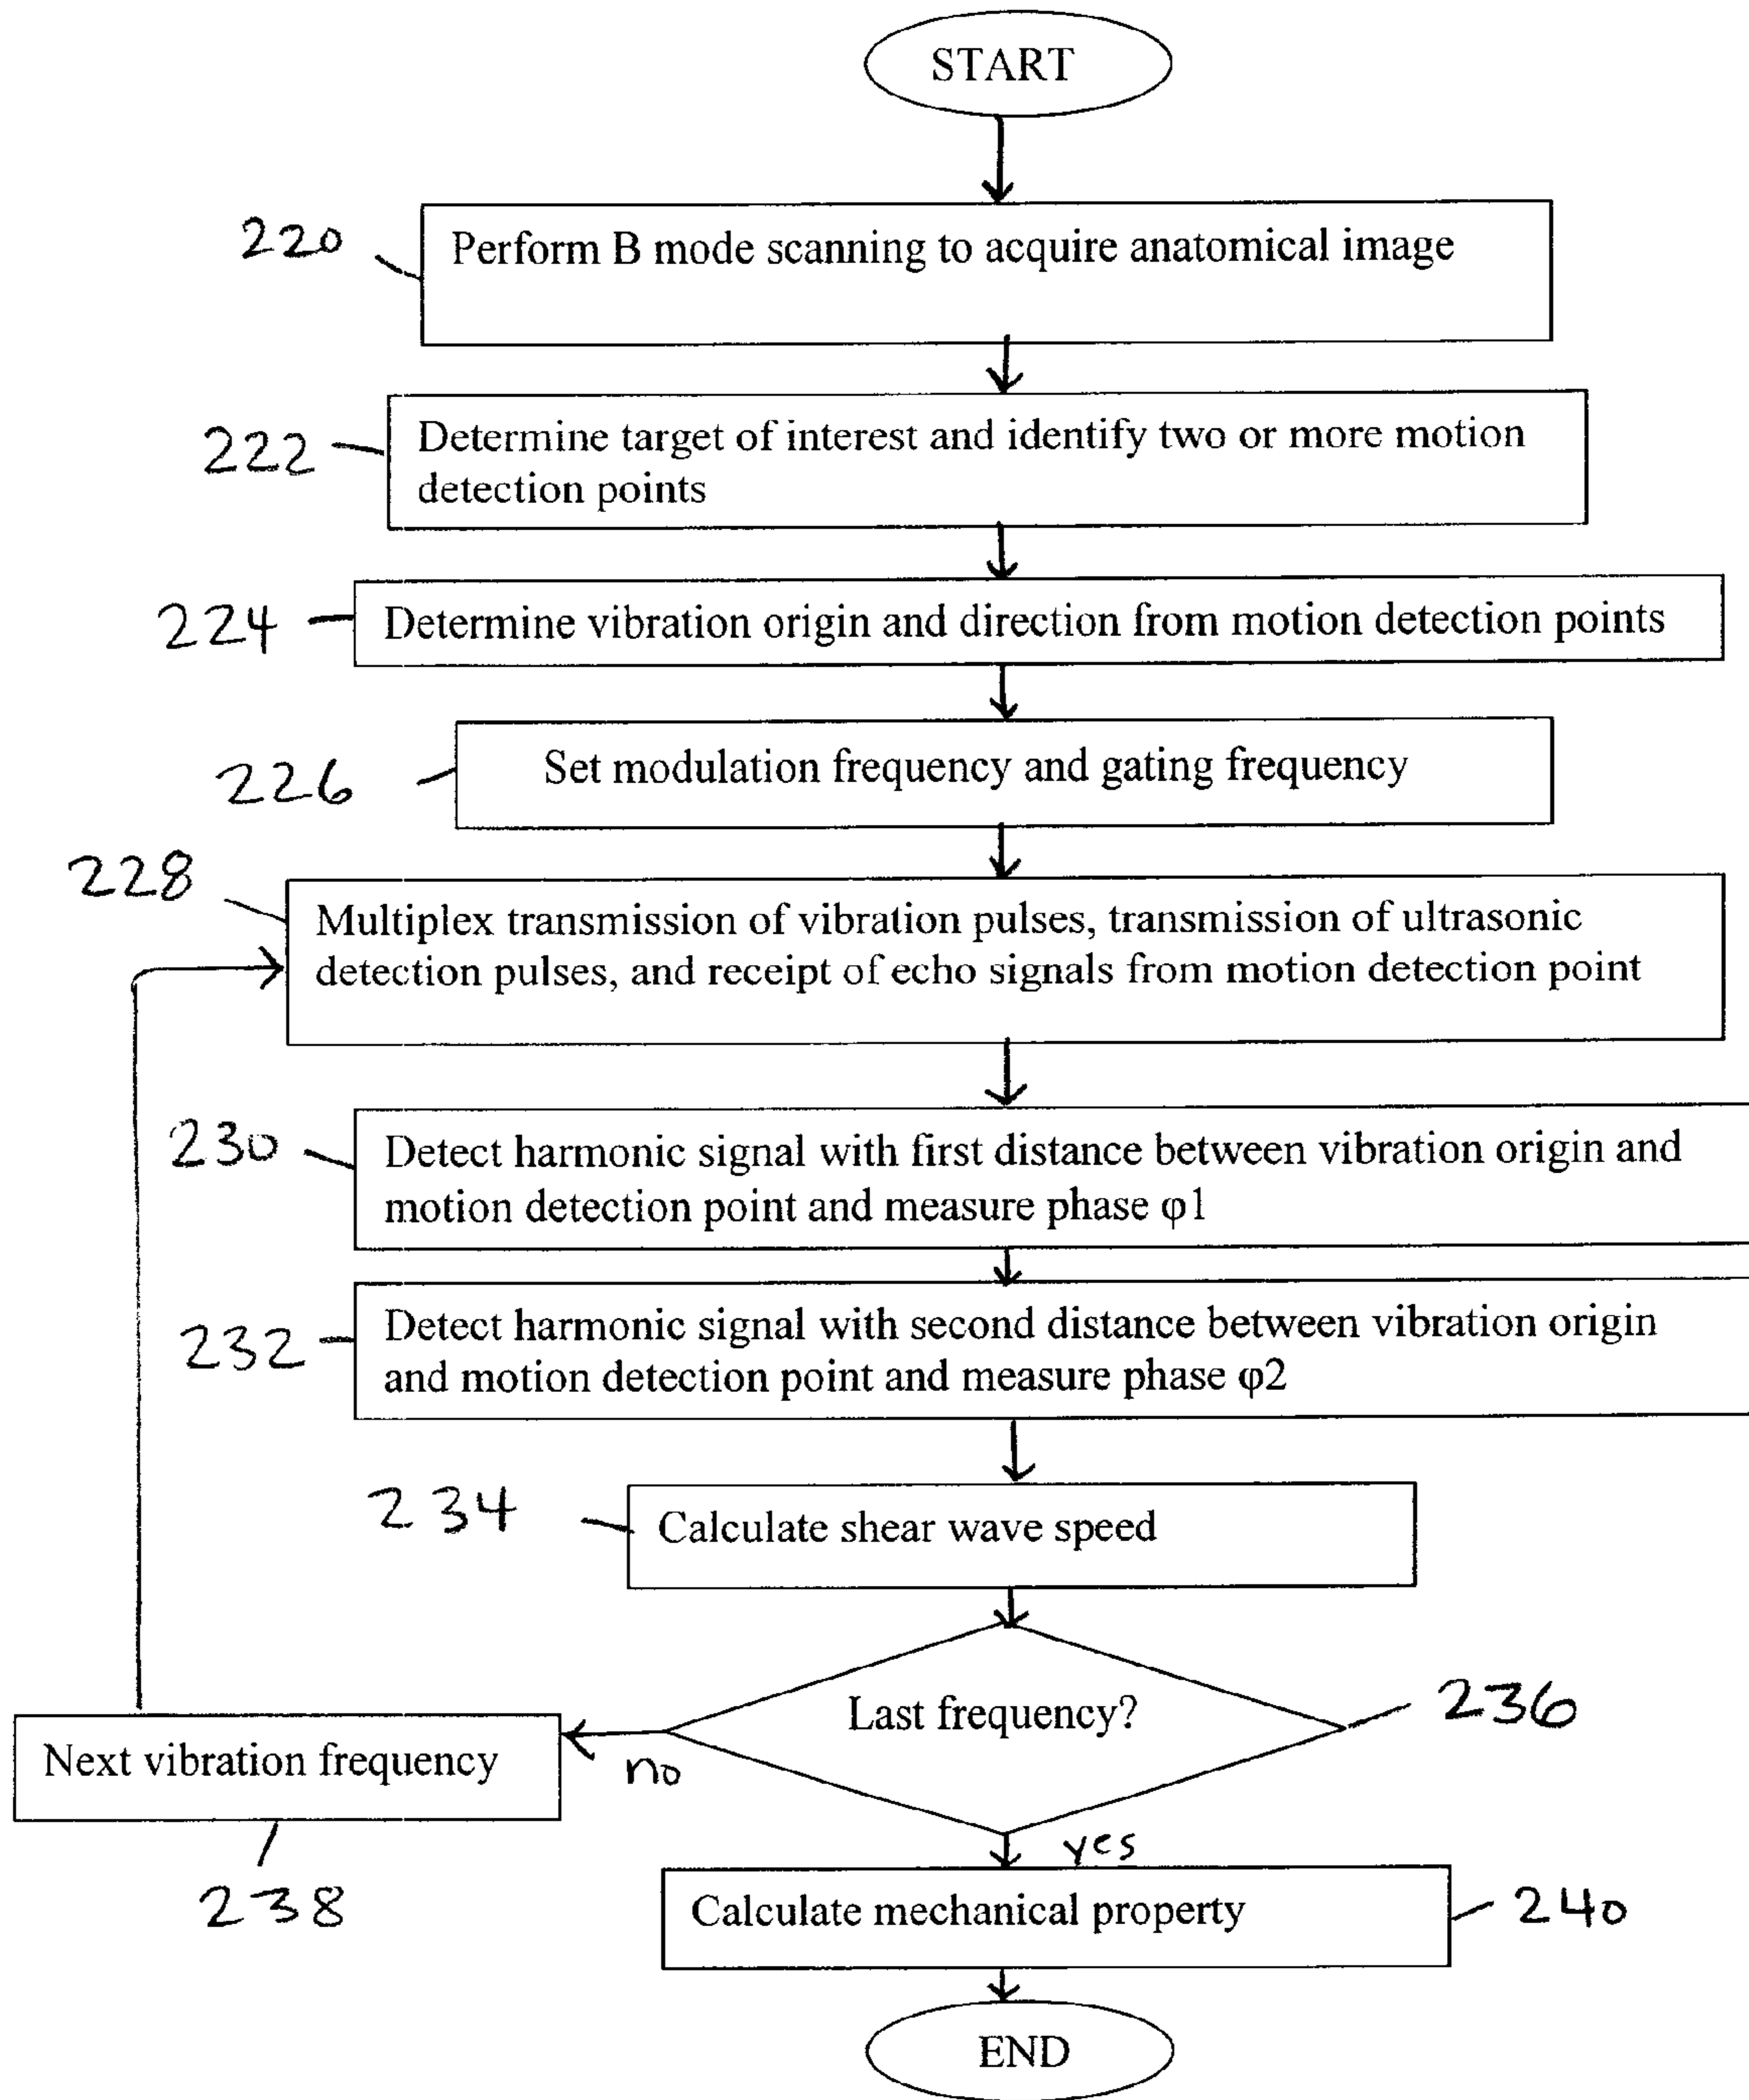 START
220
Perform B mode scanning to acquire anatomical image
222
Determine target of interest and identify two or more motion
detection points
224
Determine vibration origin and direction from motion detection points
226
Set modulation frequency and gating frequency
228
Multiplex transmission of vibration pulses, transmission of ultrasonic
detection pulses, and receipt of echo signals from motion detection point
230
Detect harmonic signal with first distance between vibration origin and
motion detection point and measure phase φ1
232
Detect harmonic signal with second distance between vibration origin
and motion detection point and measure phase φ2
234
Calculate shear wave speed
Last frequency?
236
no
Next vibration frequency
238
yes
Calculate mechanical property
240
END